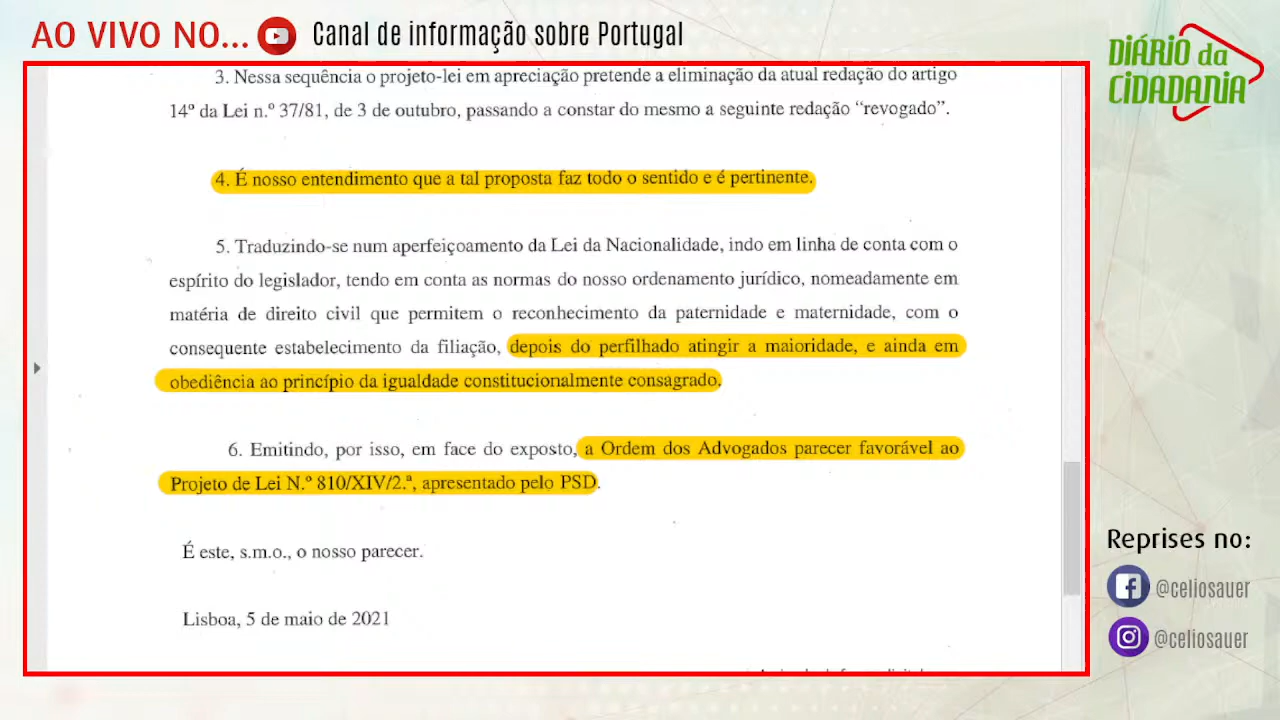 AO VIVO NO...
Canal de informação sobre Portugal
DIÁRIO da
CIDADANIA
3. Nessa sequência o projeto-lei em apreciação pretende a eliminação da atual redação do artigo
14º da Lei n.º 37/81, de 3 de outubro, passando a constar do mesmo a seguinte redação “revogado”.
4. É nosso entendimento que a tal proposta faz todo o sentido e é pertinente.
5. Traduzindo-se num aperfeiçoamento da Lei da Nacionalidade, indo em linha de conta com o
espírito do legislador, tendo em conta as normas do nosso ordenamento jurídico, nomeadamente em
matéria de direito civil que permitem o reconhecimento da paternidade e maternidade, com o
consequente estabelecimento da filiação, depois do perfilhado atingir a maioridade, e ainda em
obediência ao princípio da igualdade constitucionalmente consagrado.
6. Emitindo, por isso, em face do exposto, a Ordem dos Advogados parecer favorável ao
Projeto de Lei N.º 810/XIV/2.ª, apresentado pelo PSD.
É este, s.m.o., o nosso parecer.
Lisboa, 5 de maio de 2021
Reprises no:
@celiosauer
@celiosauer